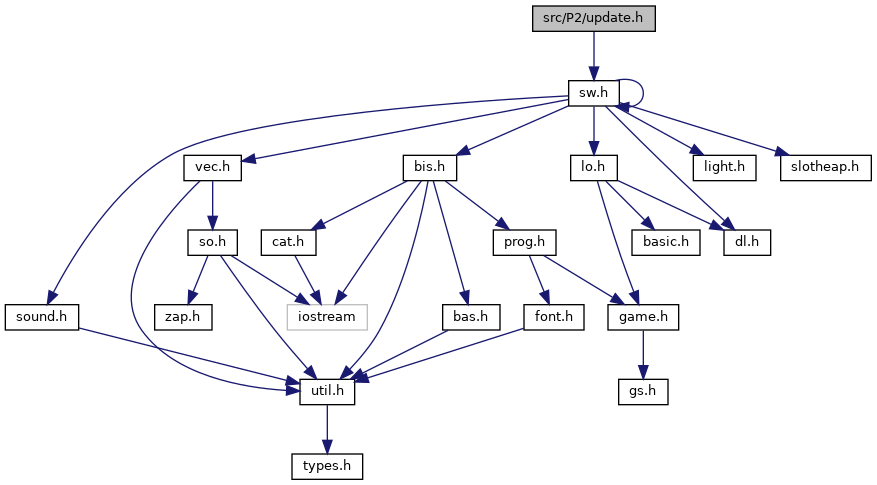 src/P2/update.h
sw.h
vec.h
bis.h
lo.h
light.h
slotheap.h
so.h
cat.h
prog.h
basic.h
dl.h
sound.h
zap.h
iostream
bas.h
font.h
game.h
util.h
gs.h
types.h